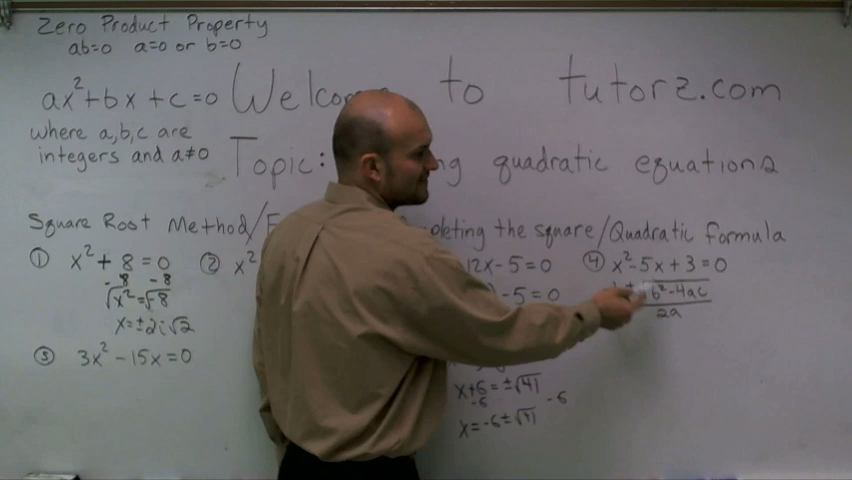 Zero Product Property
ab=0 a=0 or b=0
ax²+bx+c=0
where a,b,c are
integers and a≠0
Welcom to tutorz.com
Topic: ng quadratic equations
Square Root Method/F pleting the square/Quadratic formula
① x²+8=0
-8 -8
√x²=√-8
x=±2i√2
② x²
12x-5=0
)²-5=0
x+6=±√41
-6 -6
x=-6±√41
④ x²-5x+3=0
b²-4ac
2a
⑤ 3x²-15x=0